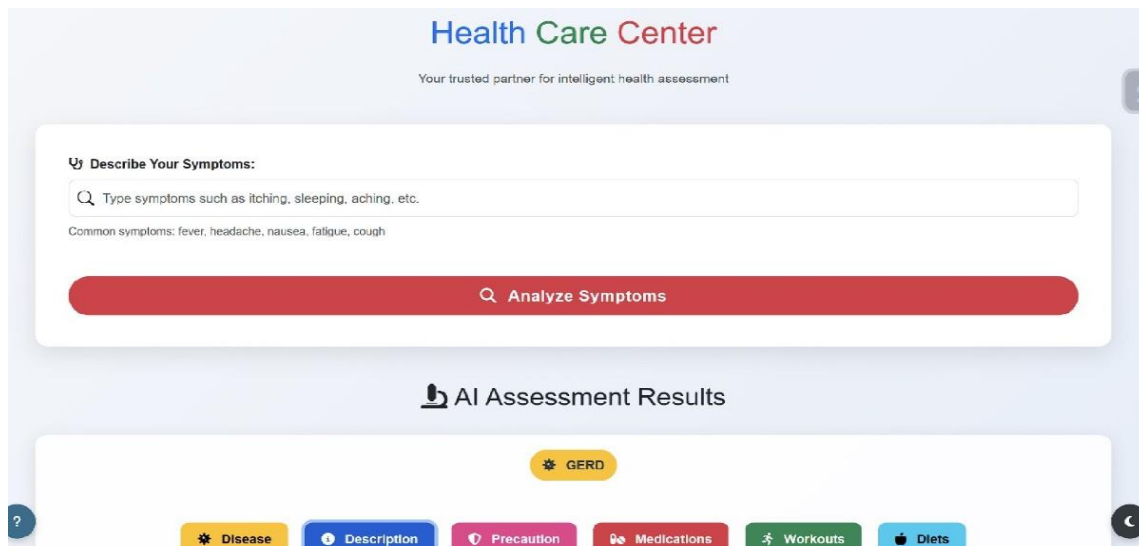 Health Care Center
Your trusted partner for intelligent health assessment
Describe Your Symptoms:
Type symptoms such as itching, sleeping, aching, etc.
Common symptoms: fever, headache, nausea, fatigue, cough
Analyze Symptoms
AI Assessment Results
GERD
?
Disease Description Precaution Medications Workouts Diets